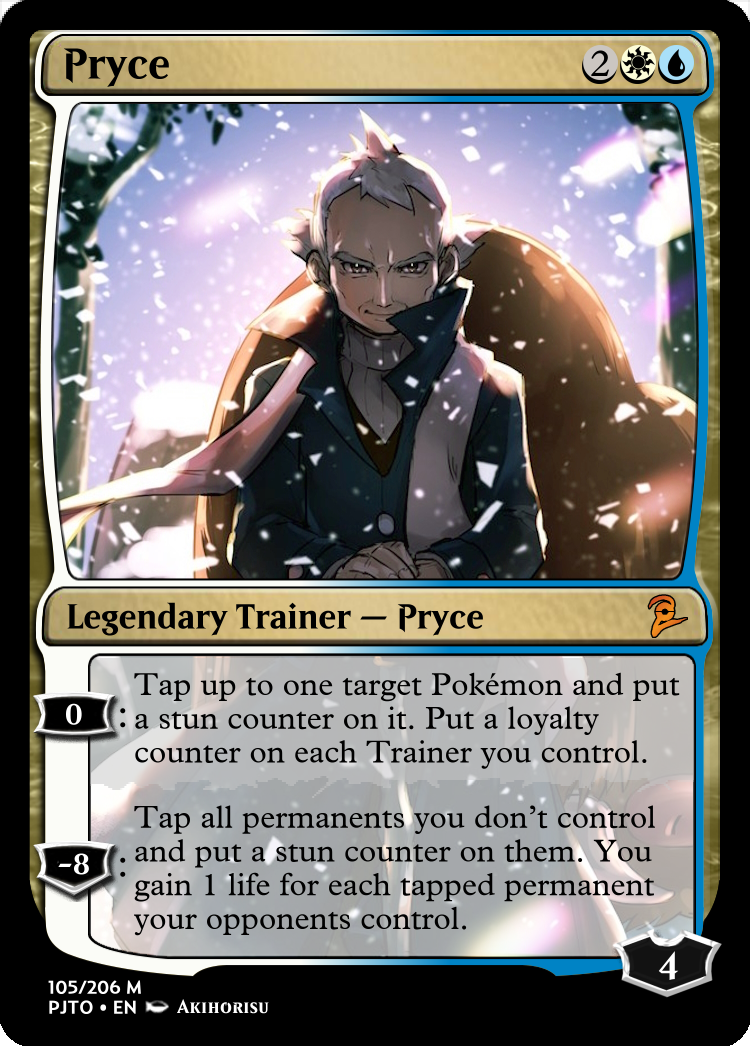 Pryce 2
Legendary Trainer — Pryce
0 : Tap up to one target Pokémon and put
a stun counter on it. Put a loyalty
counter on each Trainer you control.
-8 : Tap all permanents you don't control
and put a stun counter on them. You
gain 1 life for each tapped permanent
your opponents control.
4
105/206 M
PJTO • EN Akihorisu